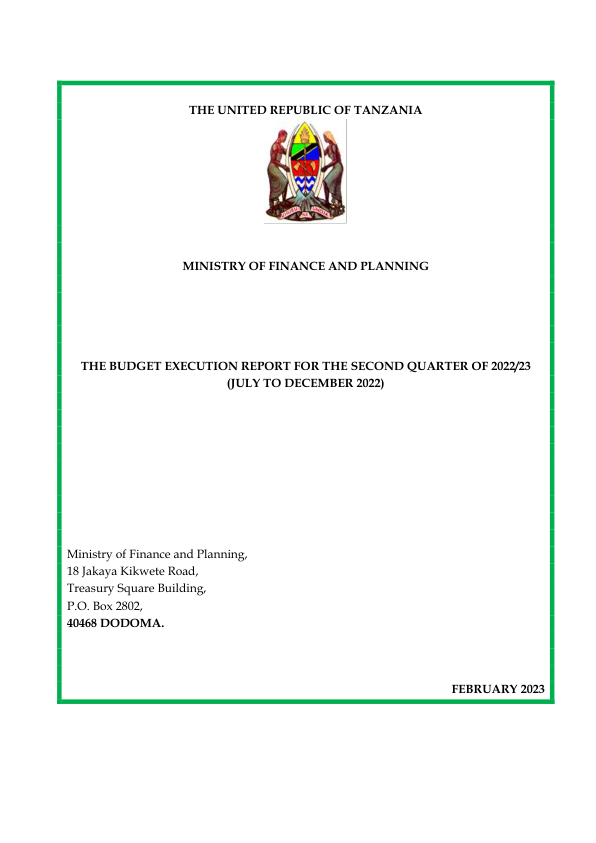 THE UNITED REPUBLIC OF TANZANIA
MINISTRY OF FINANCE AND PLANNING
THE BUDGET EXECUTION REPORT FOR THE SECOND QUARTER OF 2022/23
(JULY TO DECEMBER 2022)
Ministry of Finance and Planning,
18 Jakaya Kikwete Road,
Treasury Square Building,
P.O. Box 2802,
40468 DODOMA.
FEBRUARY 2023